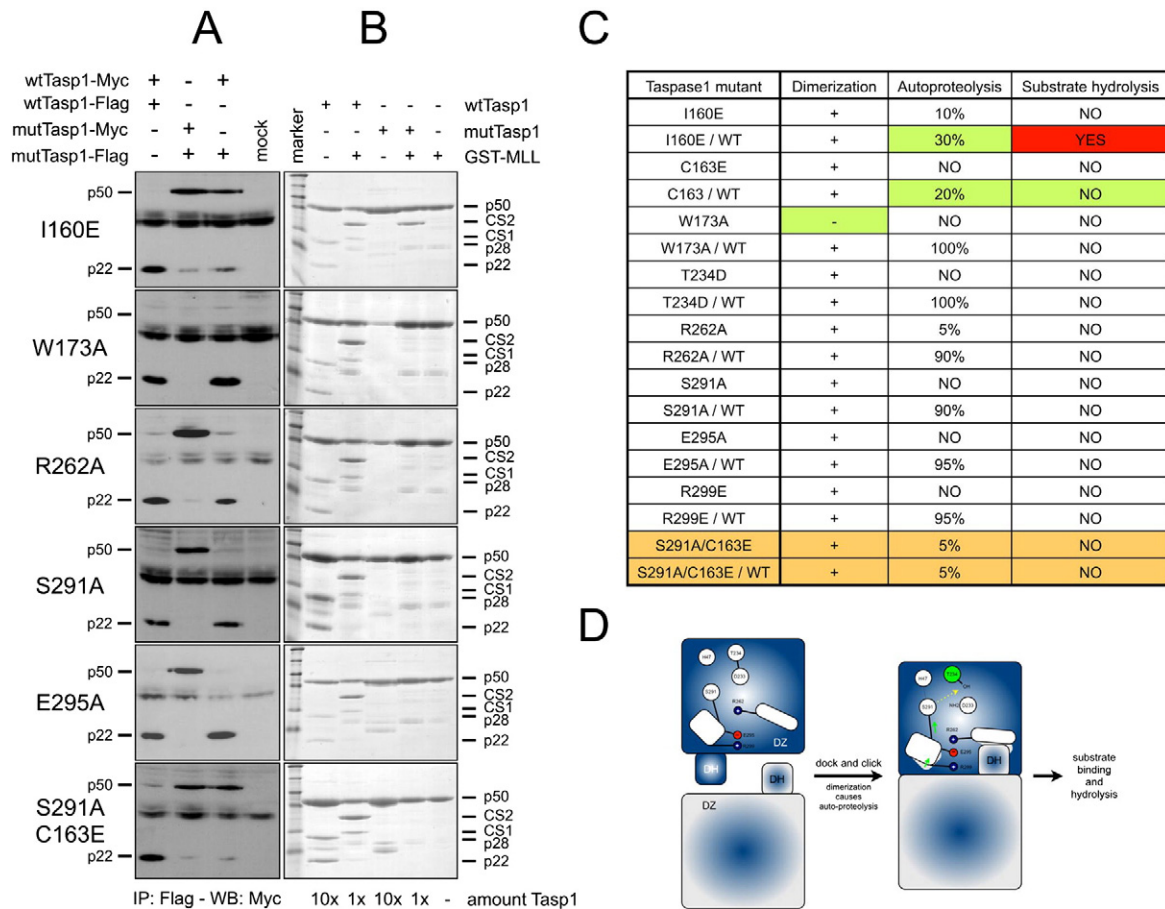 A
B
C
wtTasp1-Myc + - +
wtTasp1-Flag + - -
mutTasp1-Myc - + -
mutTasp1-Flag - + + mock
marker
+ + - - - wtTasp1
- - + + - mutTasp1
- + - + + GST-MLL
I160E
p50
p22
p50
CS2
CS1
p28
p22
W173A
p50
p22
p50
CS2
CS1
p28
p22
R262A
p50
p22
p50
CS2
CS1
p28
p22
S291A
p50
p22
p50
CS2
CS1
p28
p22
E295A
p50
p22
p50
CS2
CS1
p28
p22
S291A
C163E
p50
p22
p50
CS2
CS1
p28
p22
IP: Flag - WB: Myc
10x 1x 10x 1x - amount Tasp1
Taspase1 mutant Dimerization Autoproteolysis Substrate hydrolysis
I160E + 10% NO
I160E / WT + 30% YES
C163E + NO NO
C163 / WT + 20% NO
W173A - NO NO
W173A / WT + 100% NO
T234D + NO NO
T234D / WT + 100% NO
R262A + 5% NO
R262A / WT + 90% NO
S291A + NO NO
S291A / WT + 90% NO
E295A + NO NO
E295A / WT + 95% NO
R299E + NO NO
R299E / WT + 95% NO
S291A/C163E + 5% NO
S291A/C163E / WT + 5% NO
D
T234
D233
S291
R262
DZ
DH
DH
DZ
dock and click
dimerization
causes
auto-proteolysis
S291
D233
R262
DH
substrate
binding
and
hydrolysis